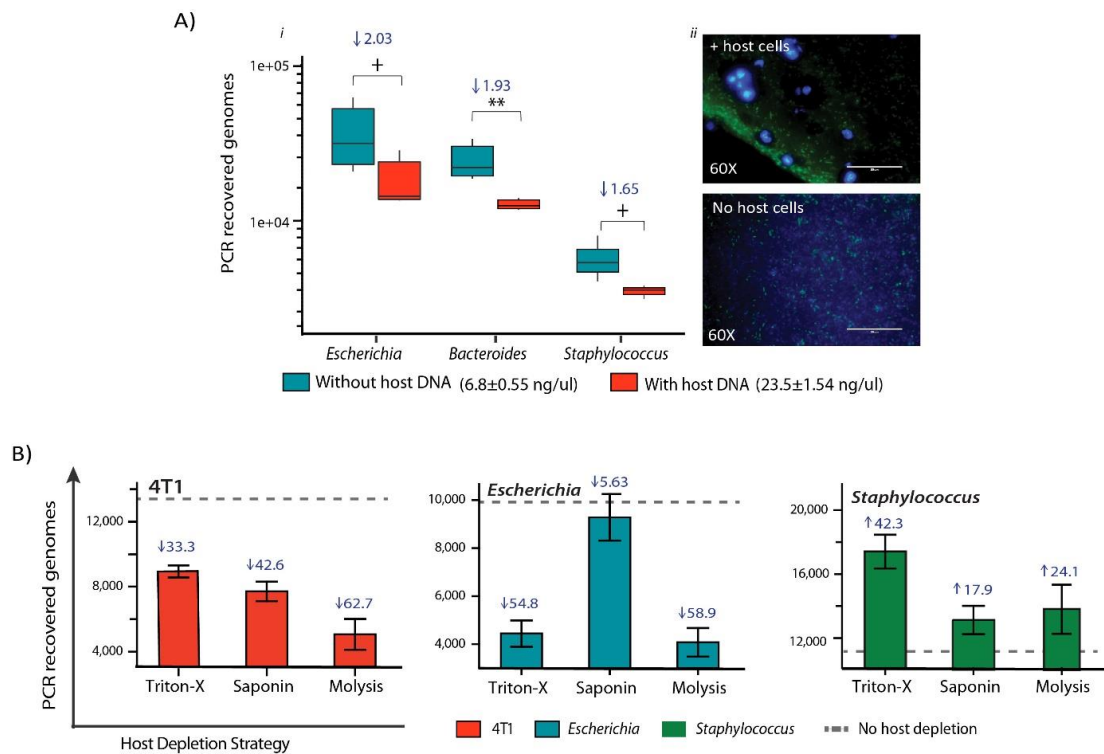 A)
i
↓2.03
+
↓1.93
**
↓1.65
+
1e+05
1e+04
PCR recovered genomes
Escherichia Bacteroides Staphylococcus
Without host DNA (6.8±0.55 ng/ul) With host DNA (23.5±1.54 ng/ul)
ii
+ host cells
60X
No host cells
60X
B)
PCR recovered genomes
Host Depletion Strategy
4T1
12,000
8,000
4,000
↓33.3
↓42.6
↓62.7
Triton-X Saponin Molysis
Escherichia
10,000
8,000
6,000
4,000
↓54.8
↓5.63
↓58.9
Triton-X Saponin Molysis
Staphylococcus
20,000
16,000
12,000
↑42.3
↑17.9
↑24.1
Triton-X Saponin Molysis
4T1 Escherichia Staphylococcus No host depletion